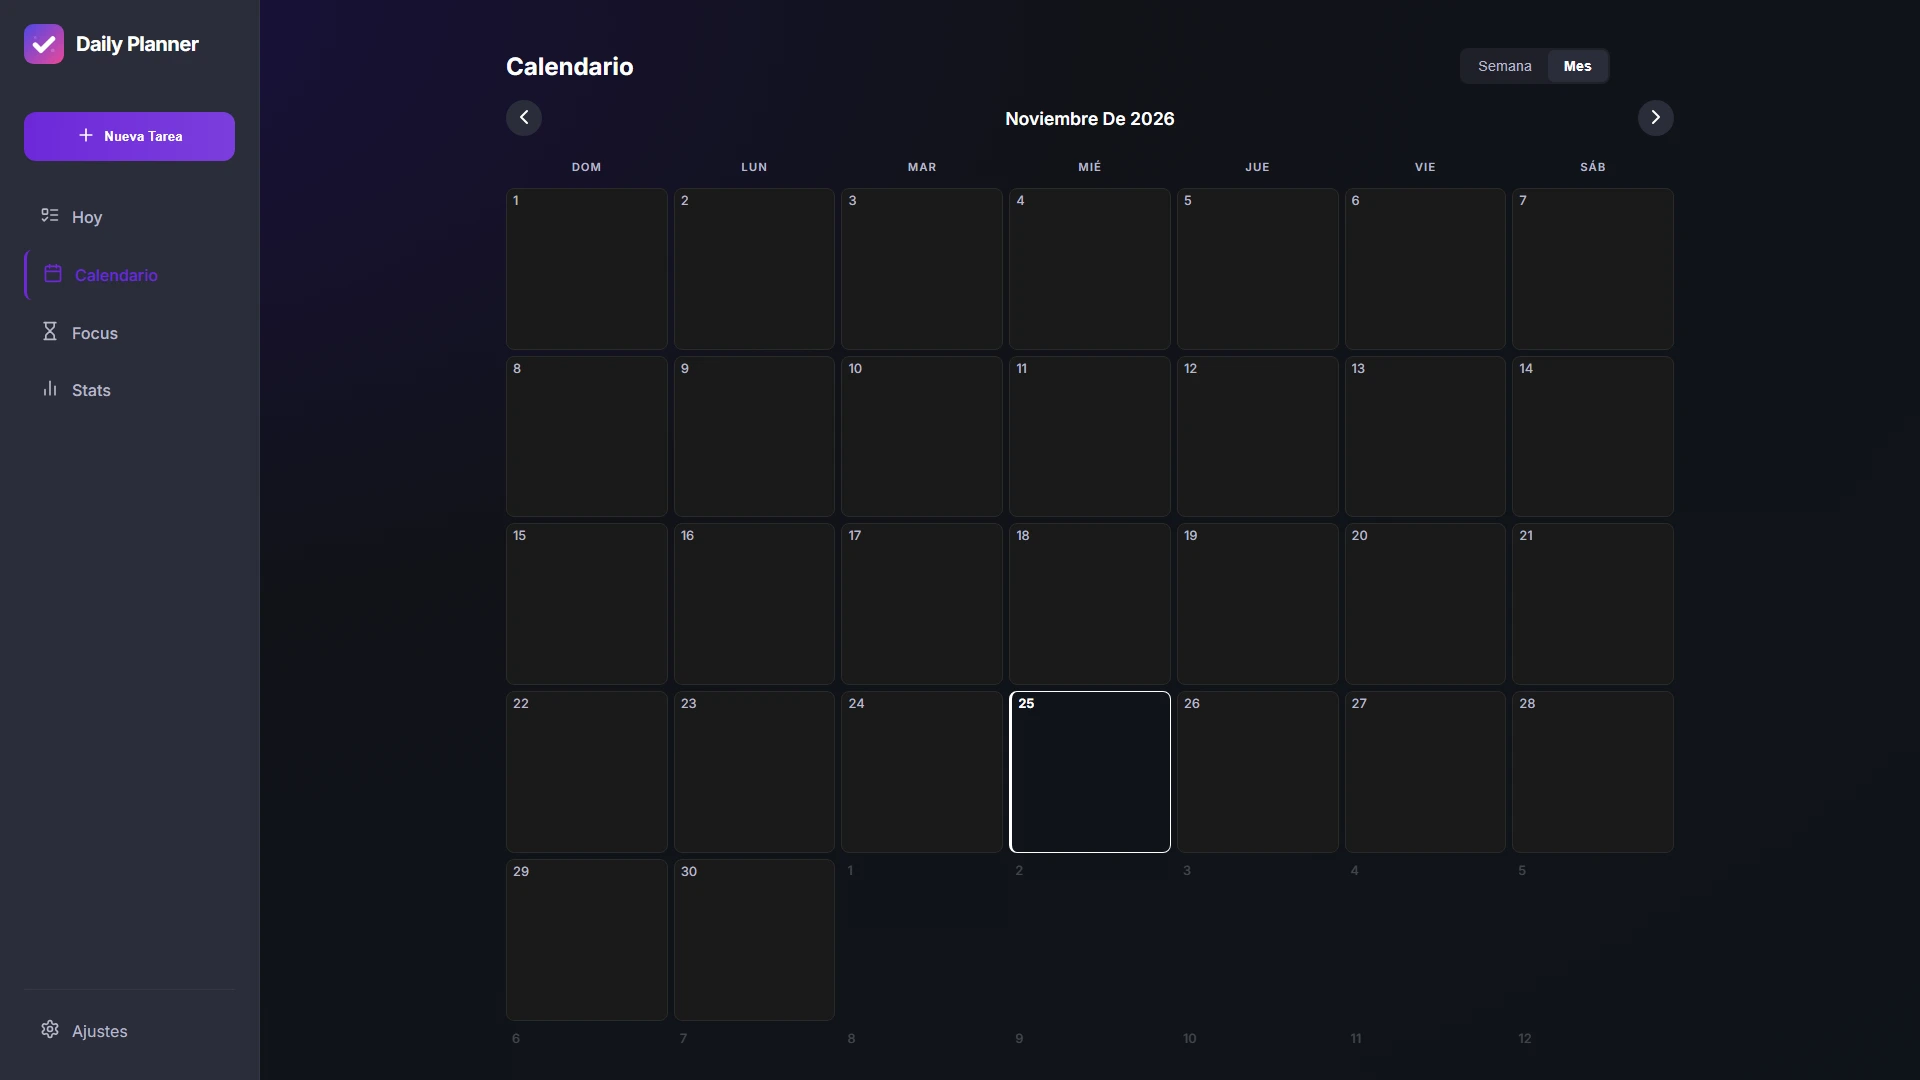 Daily Planner
Nueva Tarea
Hoy
Calendario
Focus
Stats
Ajustes
Calendario
Semana Mes
Noviembre De 2026
DOM LUN MAR MIÉ JUE VIE SÁB
1 2 3 4 5 6 7
8 9 10 11 12 13 14
15 16 17 18 19 20 21
22 23 24 25 26 27 28
29 30 1 2 3 4 5
6 7 8 9 10 11 12